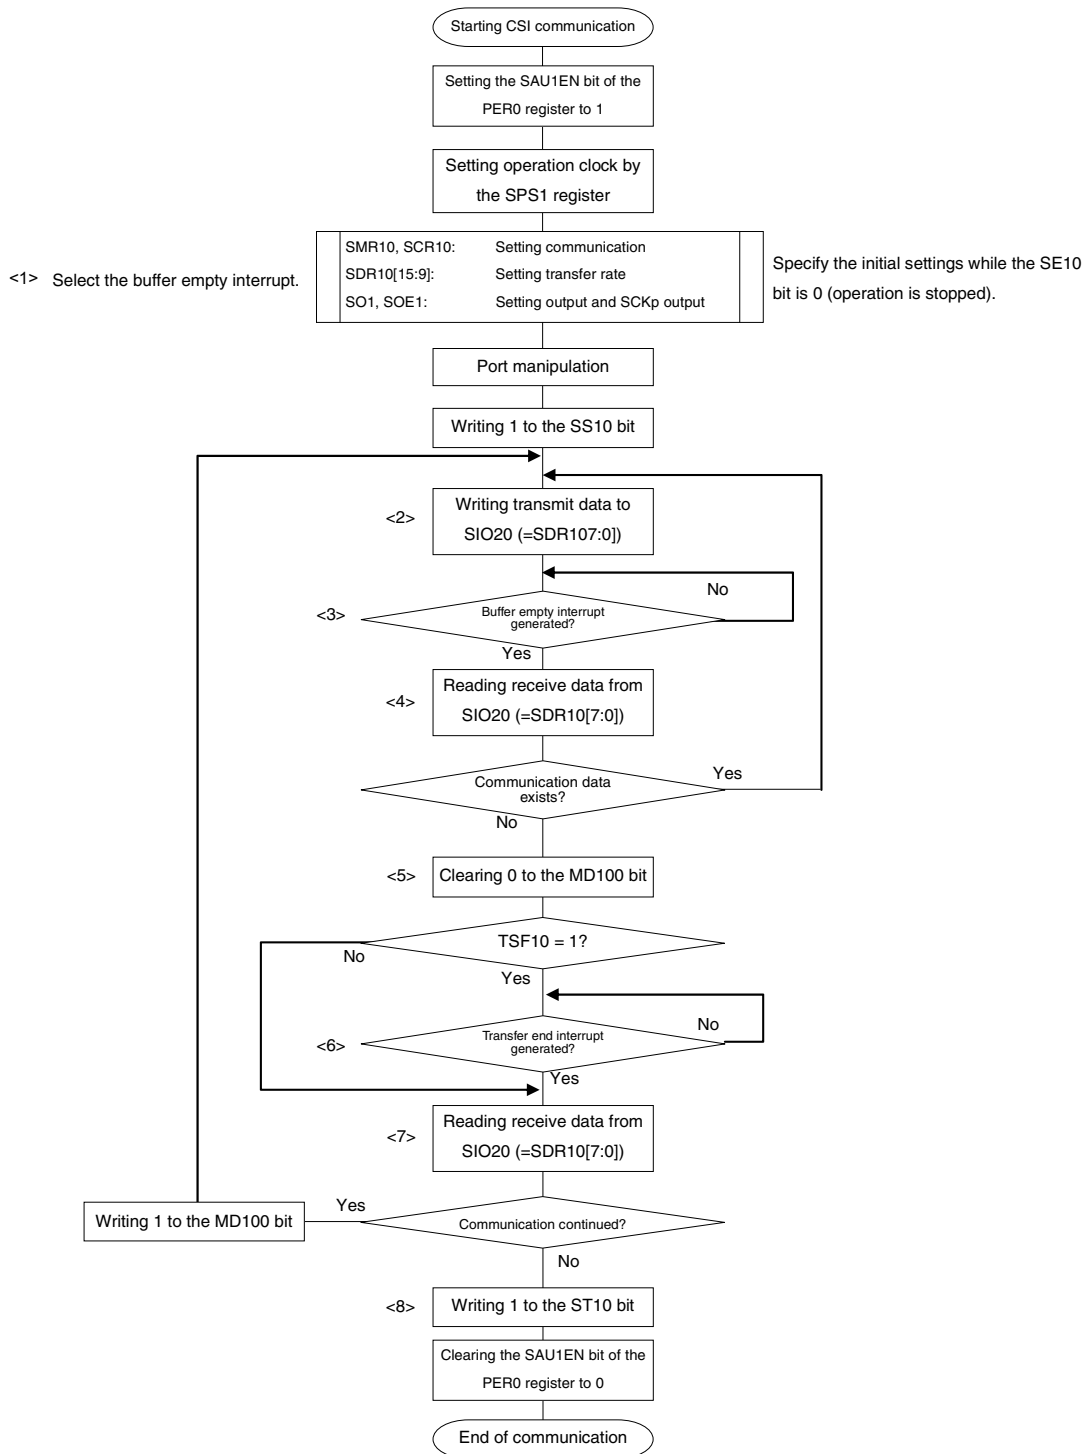 Starting CSI communication
Setting the SAU1EN bit of the
PER0 register to 1
Setting operation clock by
the SPS1 register
<1> Select the buffer empty interrupt.
SMR10, SCR10: Setting communication
SDR10[15:9]: Setting transfer rate
SO1, SOE1: Setting output and SCKp output
Specify the initial settings while the SE10
bit is 0 (operation is stopped).
Port manipulation
Writing 1 to the SS10 bit
<2>
Writing transmit data to
SIO20 (=SDR107:0])
No
<3>
Buffer empty interrupt
generated?
Yes
<4>
Reading receive data from
SIO20 (=SDR10[7:0])
Communication data
exists?
Yes
No
<5>
Clearing 0 to the MD100 bit
TSF10 = 1?
No
Yes
No
<6>
Transfer end interrupt
generated?
Yes
<7>
Reading receive data from
SIO20 (=SDR10[7:0])
Yes
Writing 1 to the MD100 bit
Communication continued?
No
<8>
Writing 1 to the ST10 bit
Clearing the SAU1EN bit of the
PER0 register to 0
End of communication